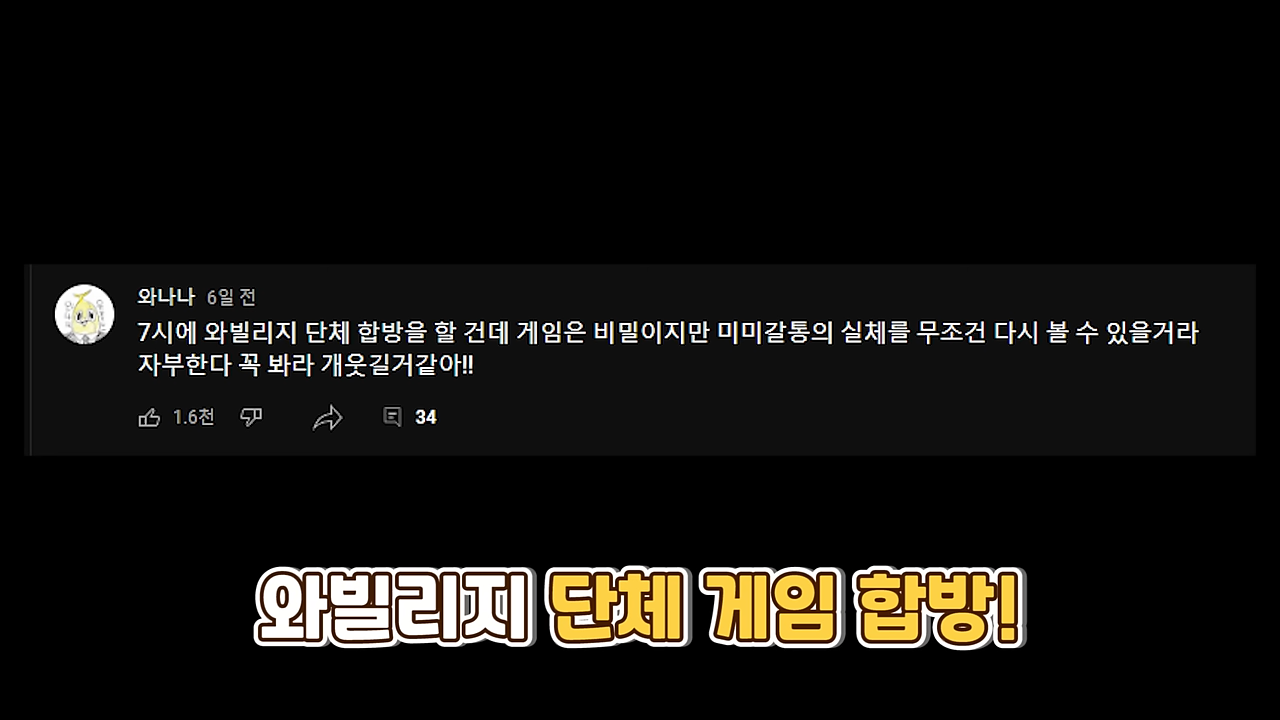 와나나 6일 전
7시에 와빌리지 단체 합방을 할 건데 게임은 비밀이지만 미미갈통의 실체를 무조건 다시 볼 수 있을거라
자부한다 꼭 봐라 개웃길거같아!!
1.6천 34
와빌리지 단체 게임 합방!